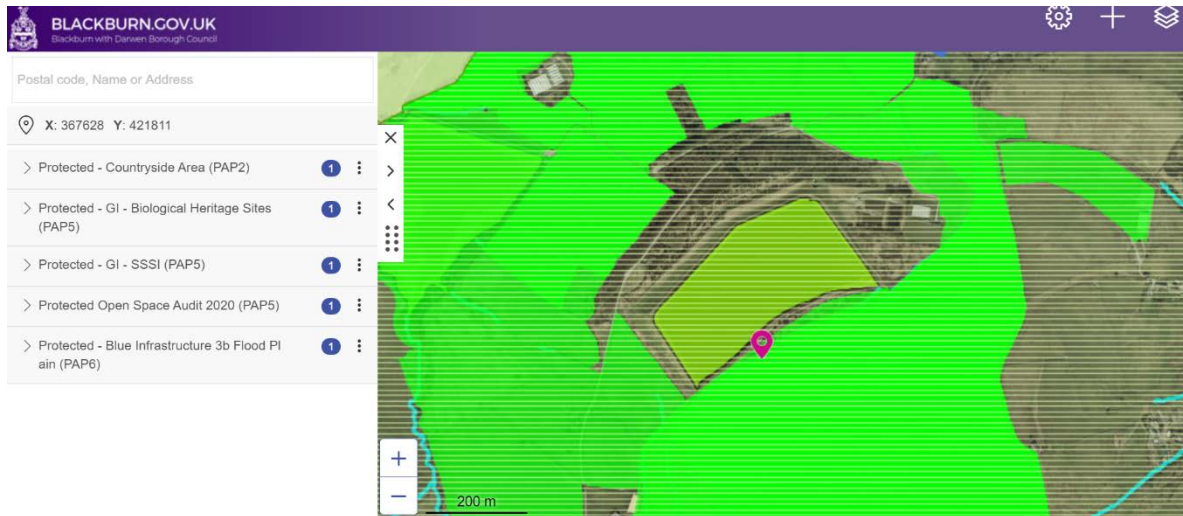 BLACKBURN.GOV.UK
Blackburn with Darwen Borough Council
Postal code, Name or Address
X: 367628 Y: 421811
Protected - Countryside Area (PAP2)
1
Protected - GI - Biological Heritage Sites
(PAP5)
1
Protected - GI - SSSI (PAP5)
1
Protected Open Space Audit 2020 (PAP5)
1
Protected - Blue Infrastructure 3b Flood Pl
ain (PAP6)
1
200 m